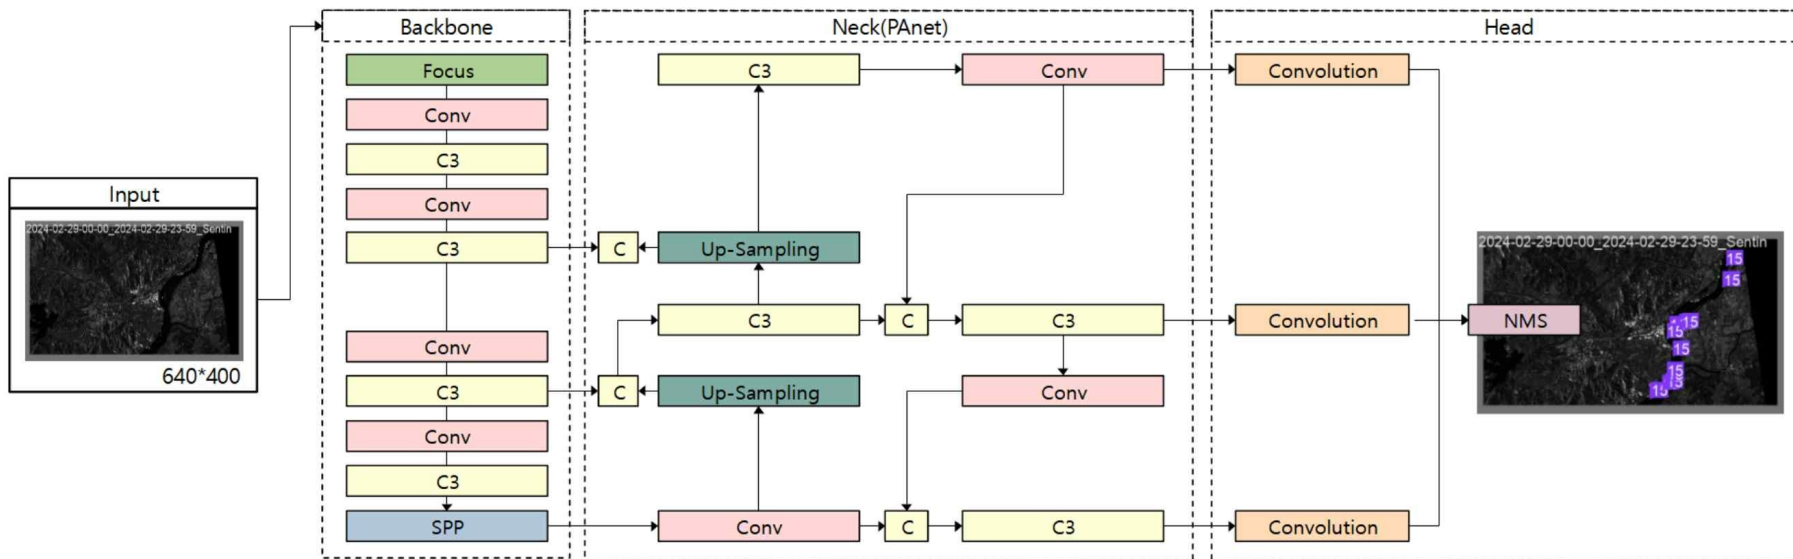 Backbone
Neck(PAnet)
Head
Focus
C3
Conv
Convolution
Conv
C3
Input
Conv
2024-02-29-00-00_2024-02-29-23-59_Sentin
C3
C
Up-Sampling
2024-02-29-00-00_2024-02-29-23-59_Sentin
15
15
C3
C
C3
Convolution
NMS
15
15
Conv
15
640*400
C3
C
Up-Sampling
Conv
15
15
15
Conv
C3
SPP
Conv
C
C3
Convolution